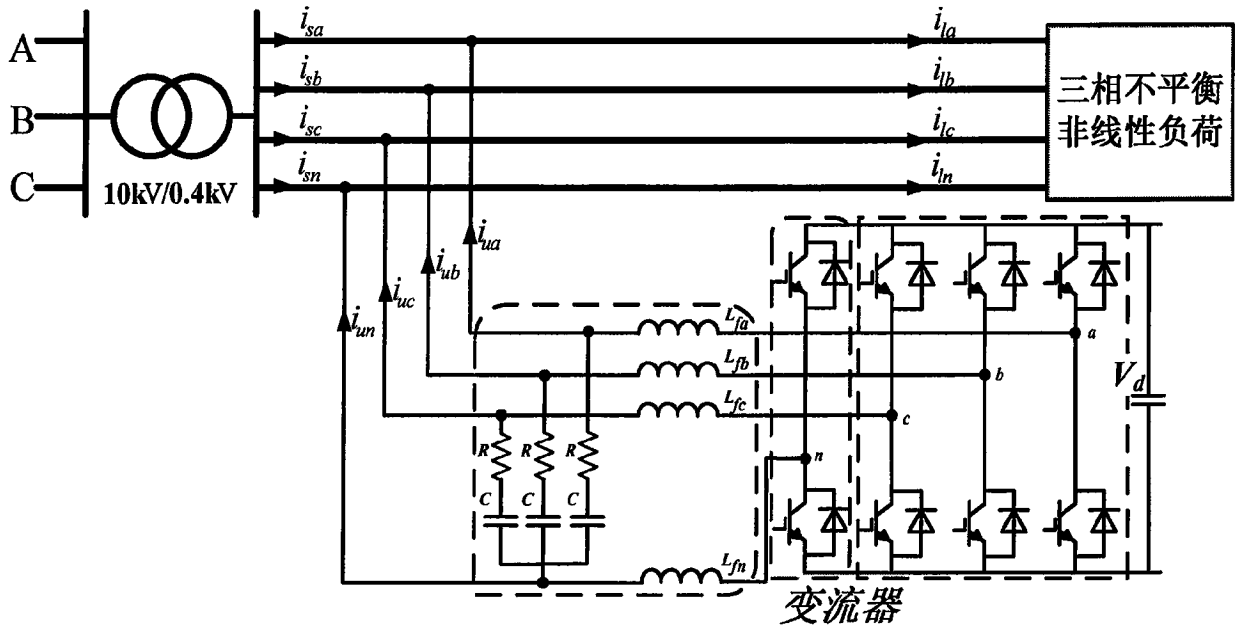 A
B
C
10kV/0.4kV
i_sa
i_sb
i_sc
i_sn
i_la
i_lb
i_lc
i_ln
三相不平衡
非线性负荷
i_ua
i_ub
i_uc
i_un
L_fa
L_fb
L_fc
L_fn
R
R
R
C
C
C
a
b
c
n
V_d
变流器